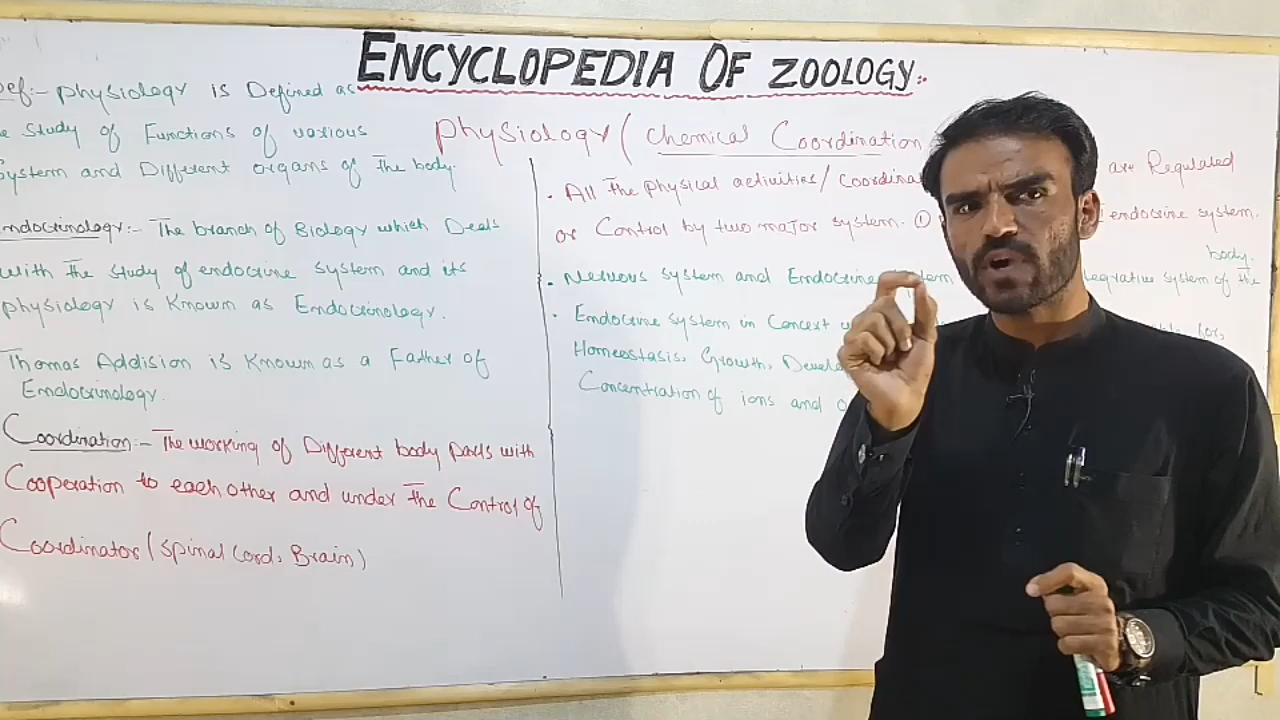 ENCYCLOPEDIA OF ZOOLOGY:
Def:- Physiology is Defined as
Study of Functions of various
System and Different organs of The body.
Endocrinology:- The branch of Biology which Deals
with The study of endocrine system and its
physiology is Known as Endocrinology.
Thomas Addision is Known as a Father of
Endocrinology.
Coordination:- The working of Different body parts with
Cooperation to each other and under The Control of
Coordinator (Spinal Cord, Brain)
Physiology/ (Chemical Coordination
. All The physical activities/ are Regulated
or Control by two major system. ① endocrine system.
. Nervous system and Endocrine system of The body.
. Endocrine system in Concert for,
Homeostasis, Growth,
Concentration of ions and